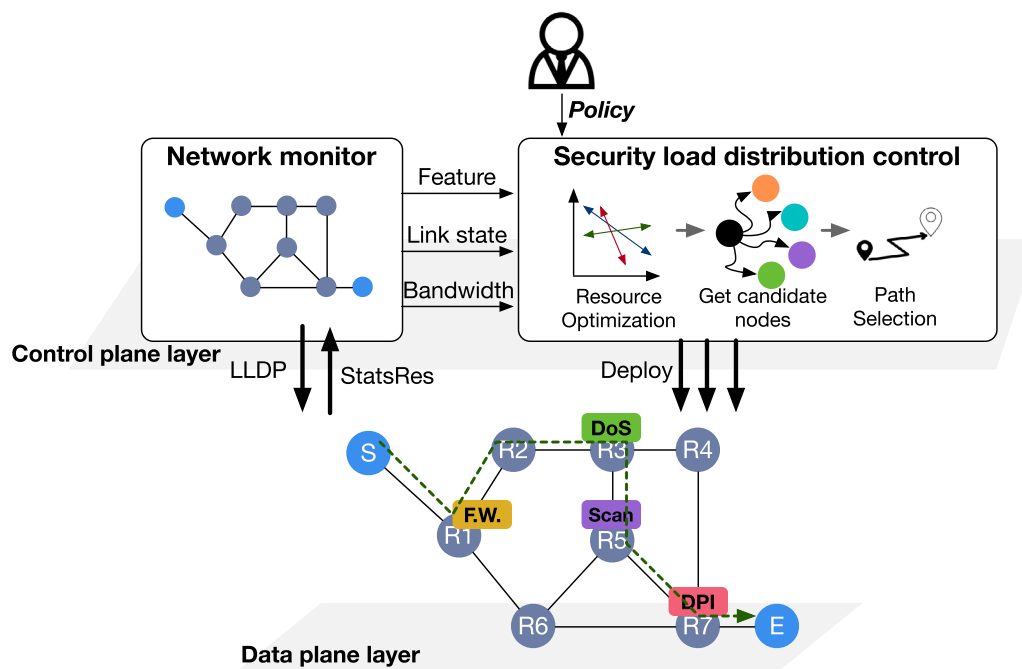 Policy
Network monitor
Security load distribution control
Feature
Link state
Bandwidth
Resource
Optimization
Get candidate
nodes
Path
Selection
Control plane layer
LLDP
StatsRes
Deploy
DoS
S
R2
R3
R4
F.W.
Scan
R1
R5
DPI
R6
R7
E
Data plane layer